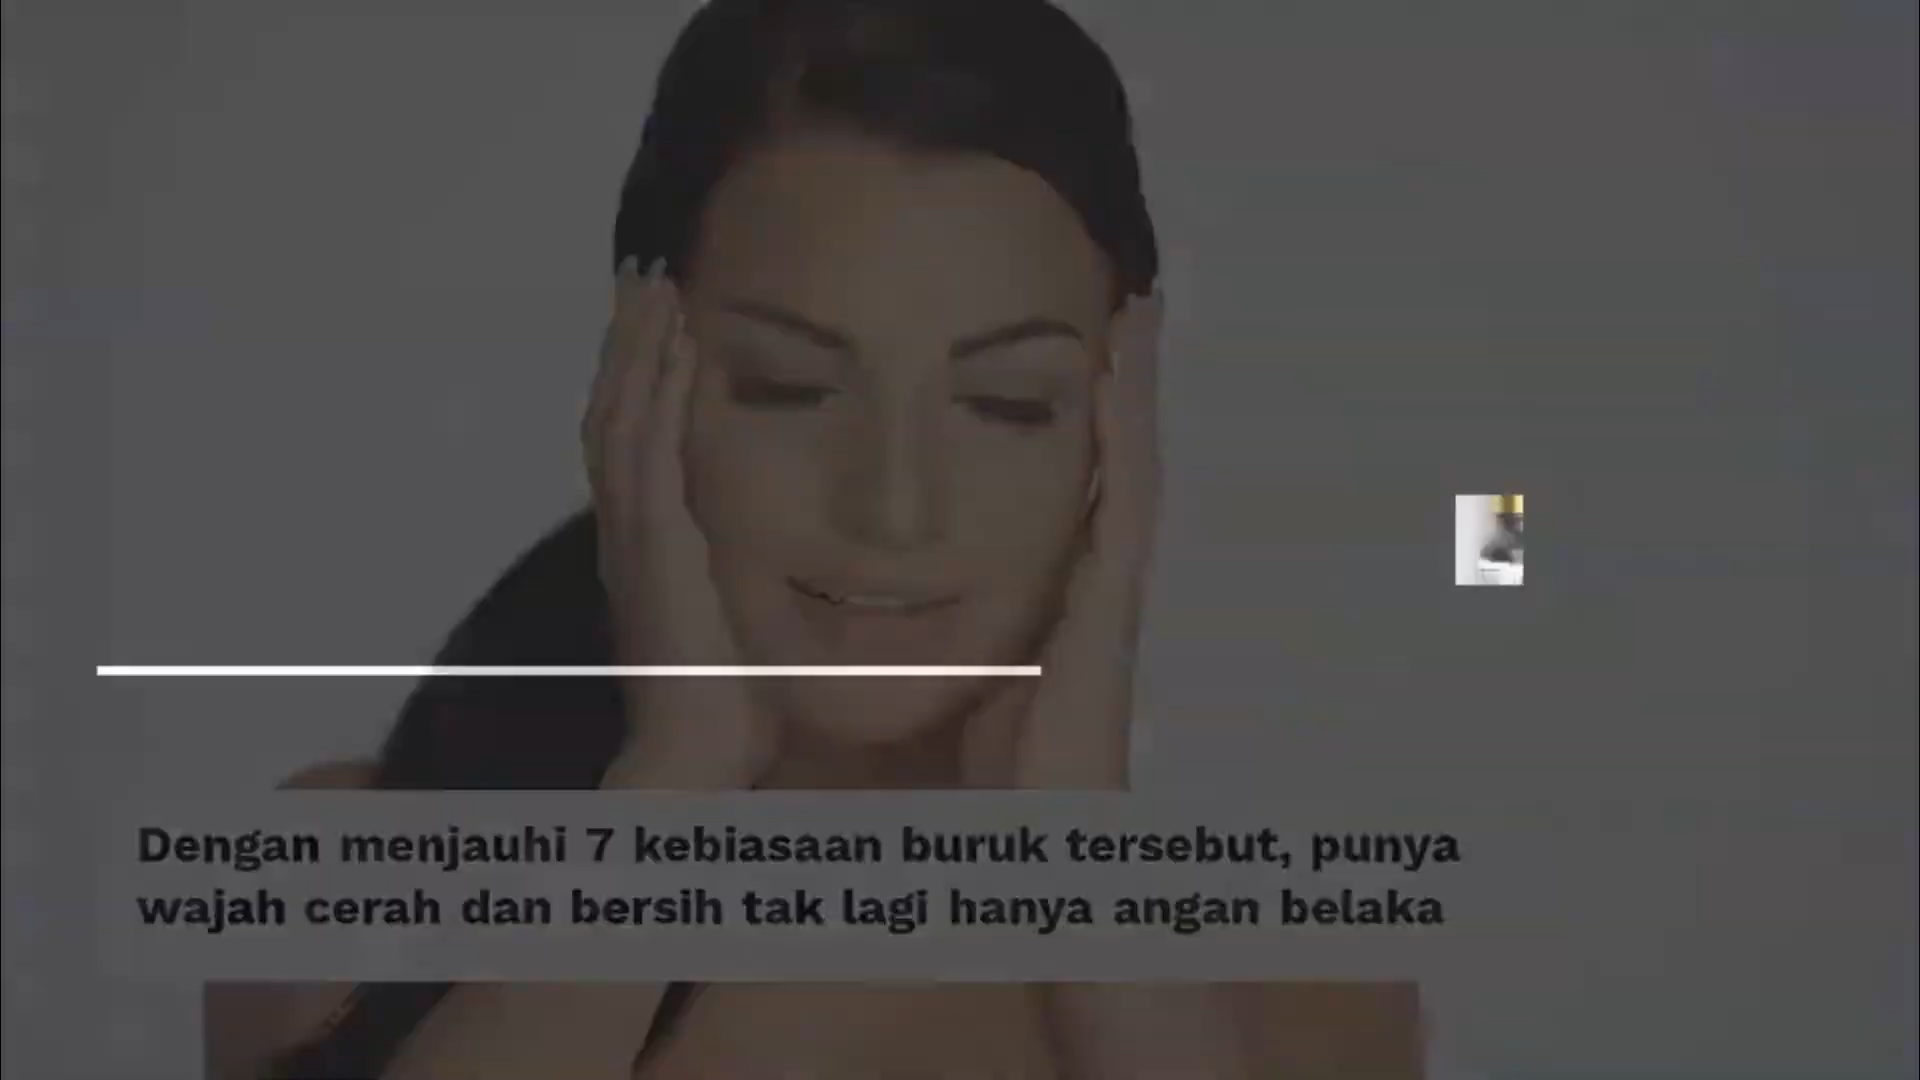 Dengan menjauhi 7 kebiasaan buruk tersebut, punya
wajah cerah dan bersih tak lagi hanya angan belaka